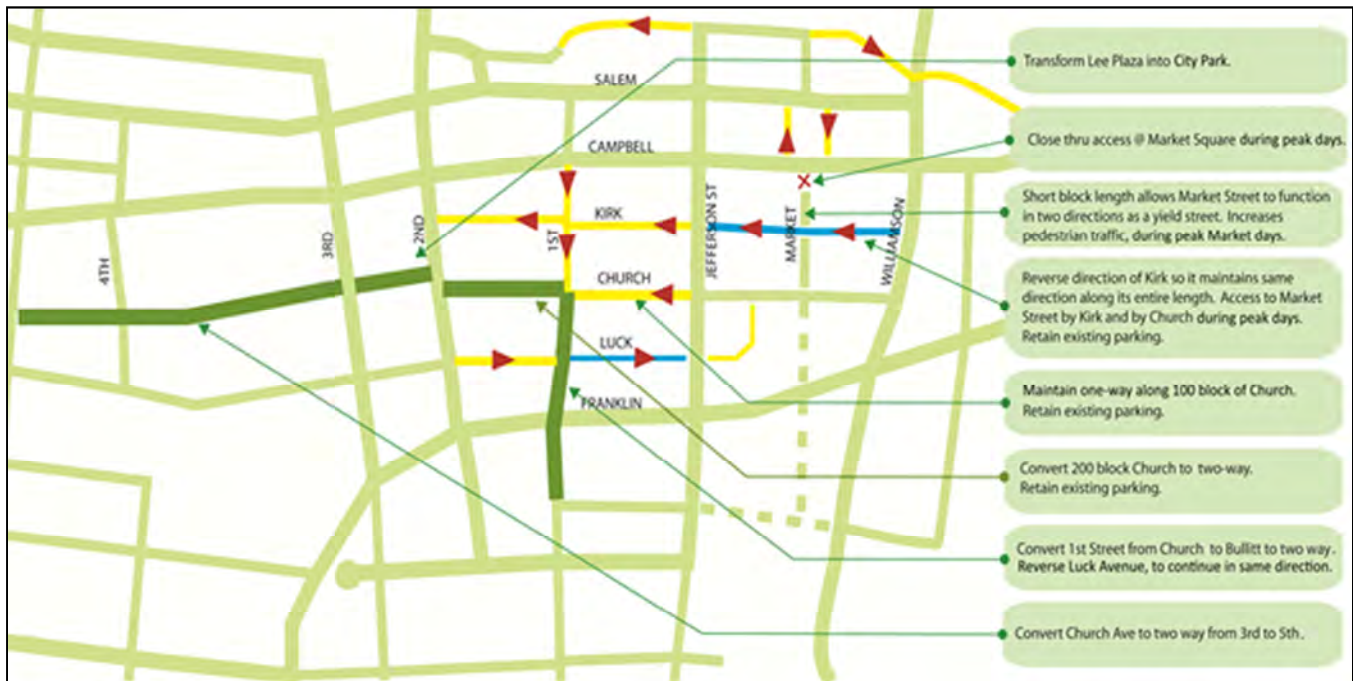 SALEM
CAMPBELL
KIRK
CHURCH
LUCK
FRANKLIN
4TH
3RD
2ND
1ST
JEFFERSON ST
MARKET
WILLIAMSON
Transform Lee Plaza into City Park.
Close thru access @ Market Square during peak days.
Short block length allows Market Street to function
in two directions as a yield street. Increases
pedestrian traffic, during peak Market days.
Reverse direction of Kirk so it maintains same
direction along its entire length. Access to Market
Street by Kirk and by Church during peak days.
Retain existing parking.
Maintain one-way along 100 block of Church.
Retain existing parking.
Convert 200 block Church to two-way.
Retain existing parking.
Convert 1st Street from Church to Bullitt to two way.
Reverse Luck Avenue, to continue in same direction.
Convert Church Ave to two way from 3rd to 5th.